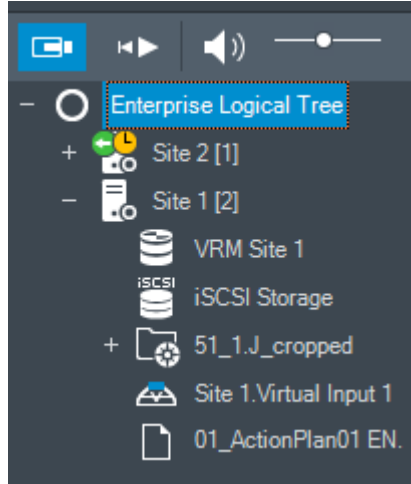 Enterprise Logical Tree
Site 2 [1]
Site 1 [2]
VRM Site 1
iSCSI
iSCSI Storage
51_1.J_cropped
Site 1.Virtual Input 1
01_ActionPlan01 EN.